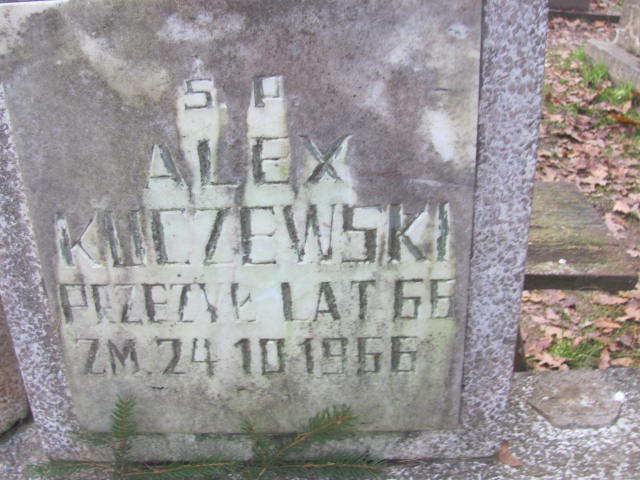 Ś P
ALEX
KUCZEWSKI
PRZEŻYŁ LAT 66
ZM. 24 10 1966